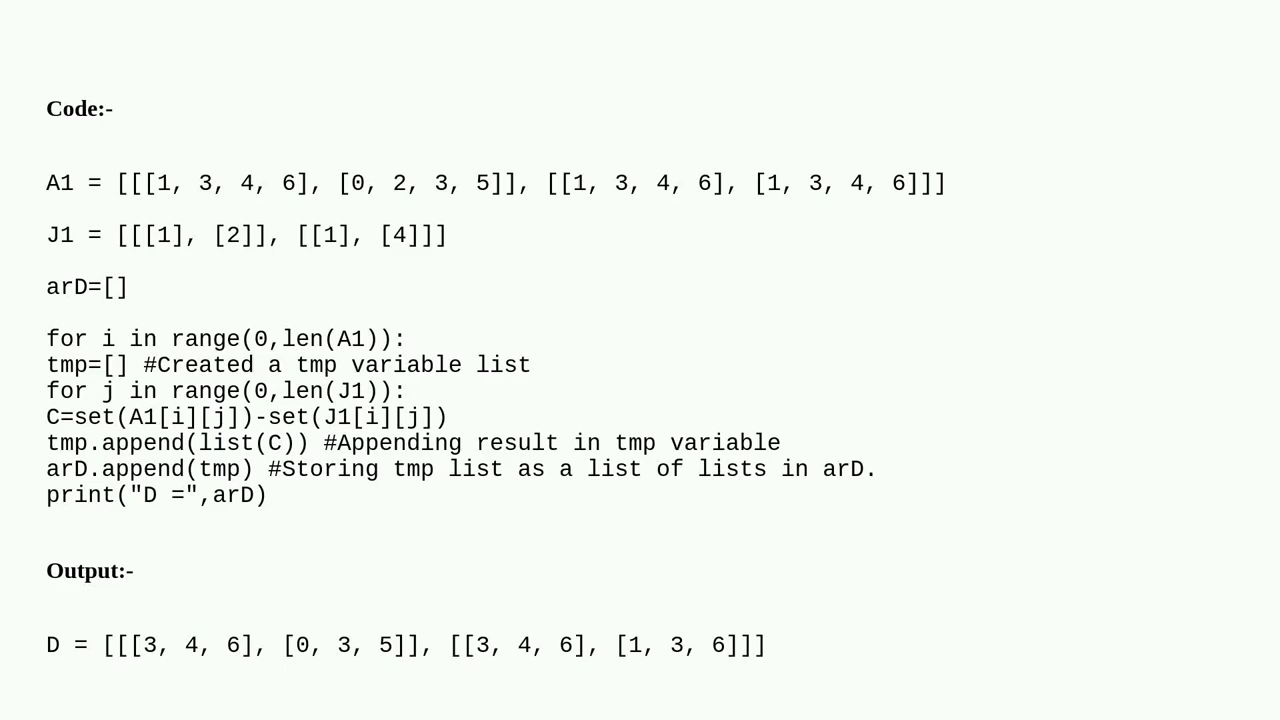 Code:-
A1 = [[[1, 3, 4, 6], [0, 2, 3, 5]], [[1, 3, 4, 6], [1, 3, 4, 6]]]
J1 = [[[1], [2]], [[1], [4]]]
arD=[]
for i in range(0,len(A1)):
tmp=[] #Created a tmp variable list
for j in range(0,len(J1)):
C=set(A1[i][j])-set(J1[i][j])
tmp.append(list(C)) #Appending result in tmp variable
arD.append(tmp) #Storing tmp list as a list of lists in arD.
print("D =",arD)
Output:-
D = [[[3, 4, 6], [0, 3, 5]], [[3, 4, 6], [1, 3, 6]]]